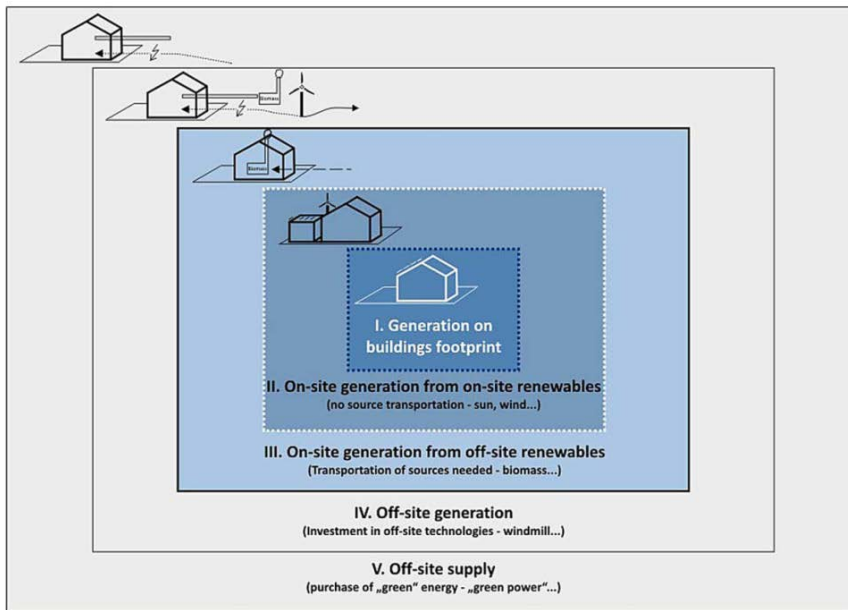 Biomass
Biomass
I. Generation on
buildings footprint
II. On-site generation from on-site renewables
(no source transportation - sun, wind...)
III. On-site generation from off-site renewables
(Transportation of sources needed - biomass...)
IV. Off-site generation
(Investment in off-site technologies - windmill...)
V. Off-site supply
(purchase of „green“ energy - „green power“...)